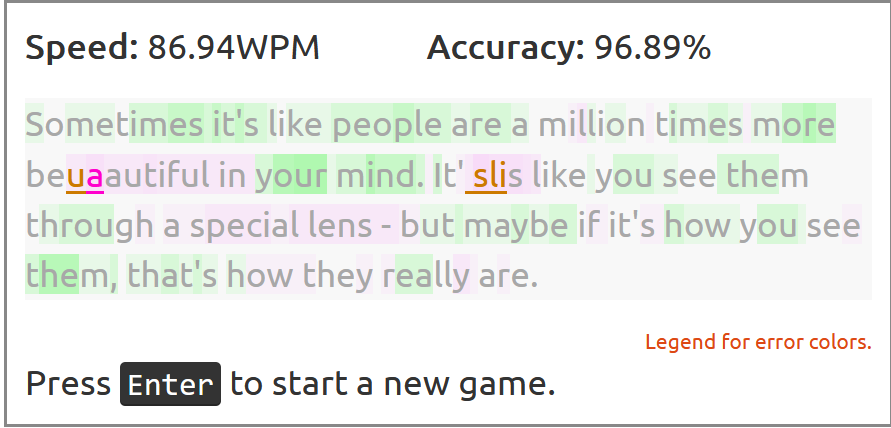 Speed: 86.94WPM Accuracy: 96.89%
Sometimes it's like people are a million times more
beuaautiful in your mind. It' slis like you see them
through a special lens - but maybe if it's how you see
them, that's how they really are.
Legend for error colors.
Press Enter to start a new game.